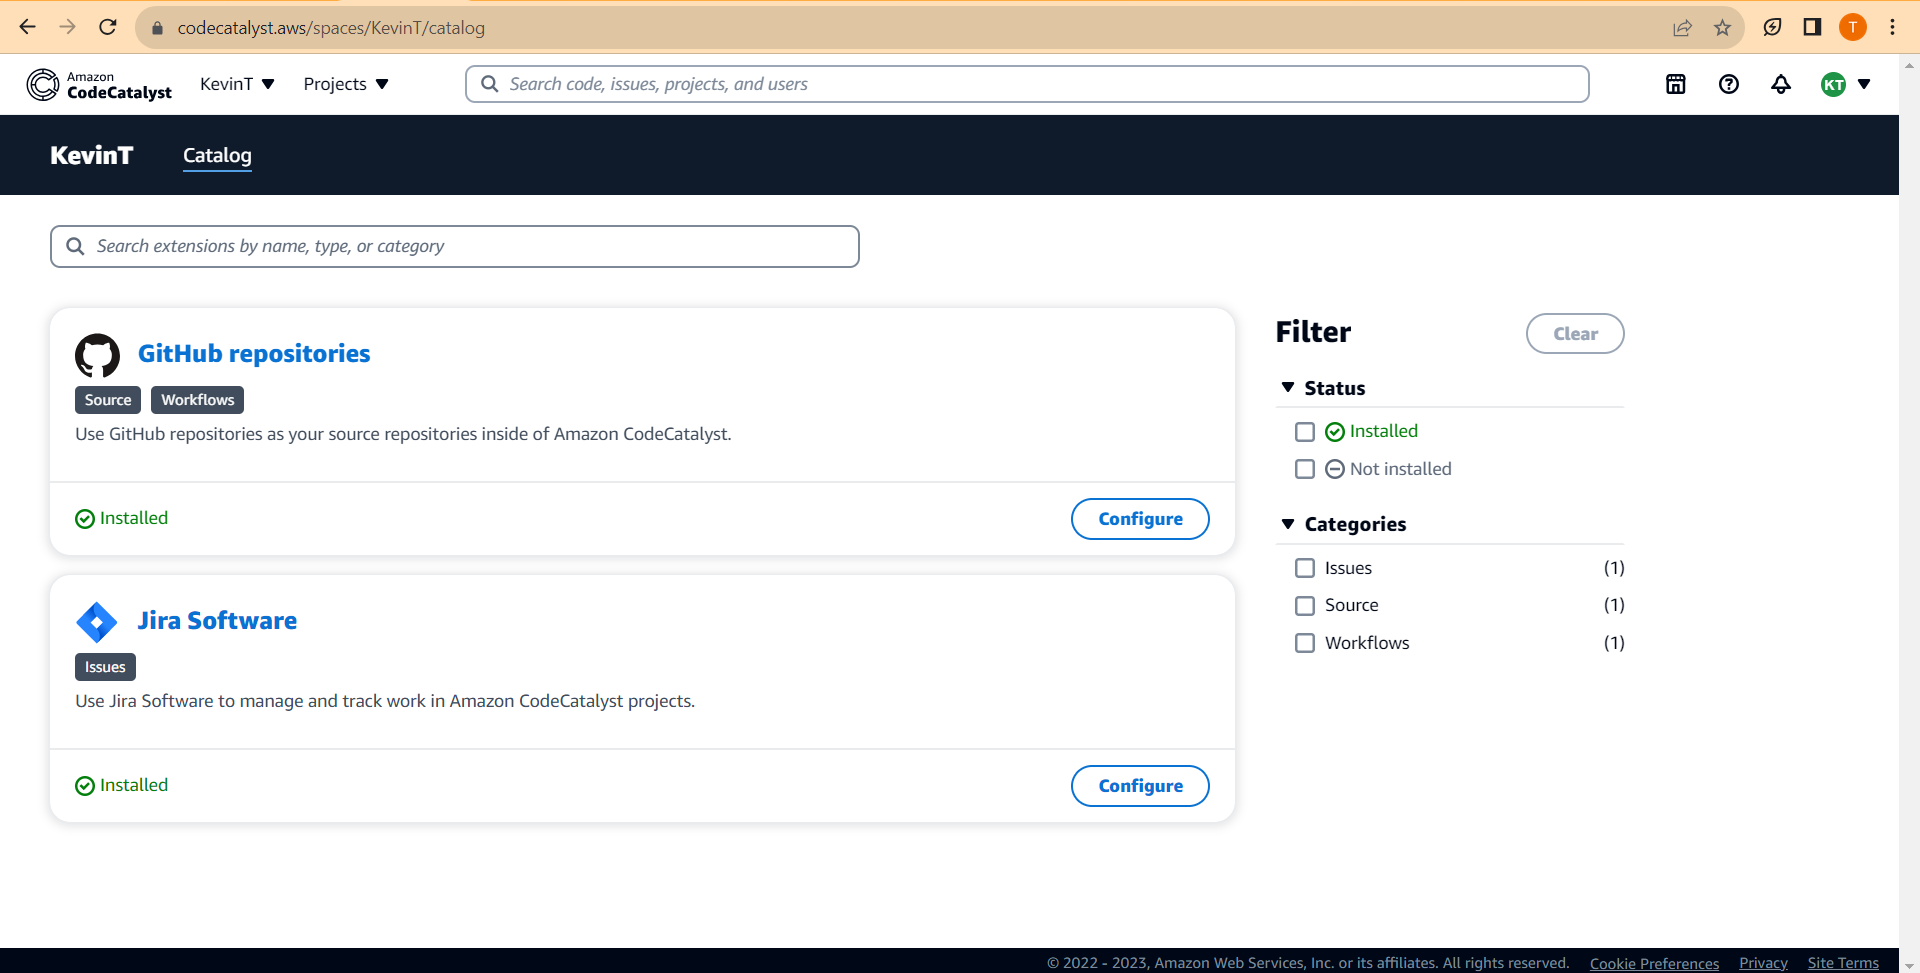 codecatalyst.aws/spaces/KevinT/catalog
T
Amazon
CodeCatalyst
KevinT
Projects
Search code, issues, projects, and users
KT
KevinT
Catalog
Search extensions by name, type, or category
GitHub repositories
Source
Workflows
Use GitHub repositories as your source repositories inside of Amazon CodeCatalyst.
Installed
Configure
Jira Software
Issues
Use Jira Software to manage and track work in Amazon CodeCatalyst projects.
Installed
Configure
Filter
Clear
Status
Installed
Not installed
Categories
Issues (1)
Source (1)
Workflows (1)
© 2022 - 2023, Amazon Web Services, Inc. or its affiliates. All rights reserved. Cookie Preferences Privacy Site Terms